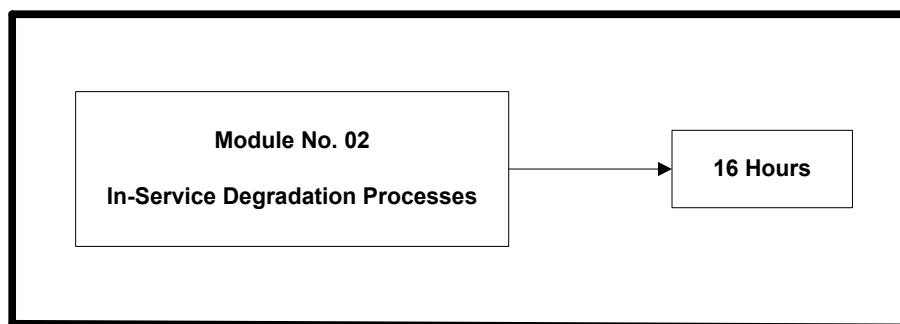 Module No. 02
In-Service Degradation Processes
16 Hours